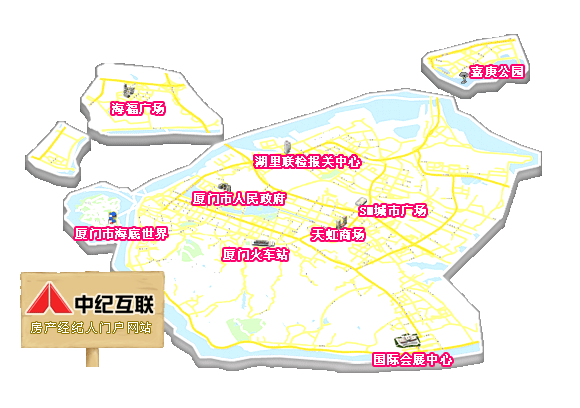 嘉庚公园
海福广场
湖里联检报关中心
厦门市人民政府
SM城市广场
厦门市海底世界
天虹商场
厦门火车站
中纪互联
房产经纪人门户网站
国际会展中心